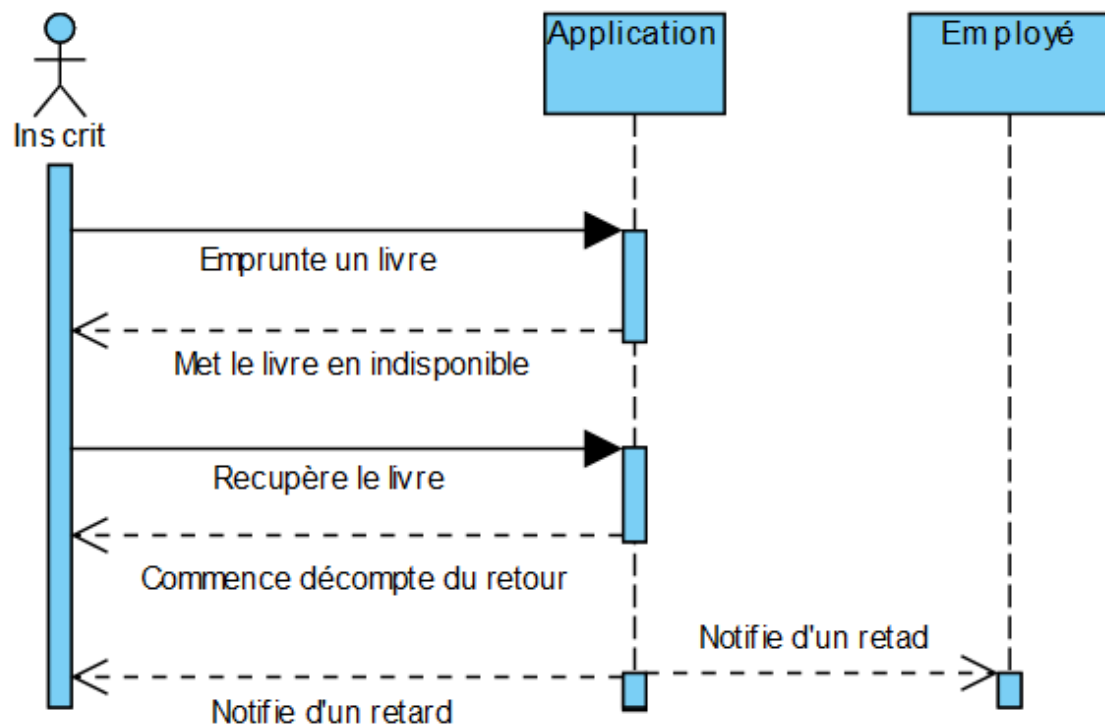 Application
Employé
Inscrit
Emprunte un livre
Met le livre en indisponible
Recupère le livre
Commence décompte du retour
Notifie d'un retad
Notifie d'un retard